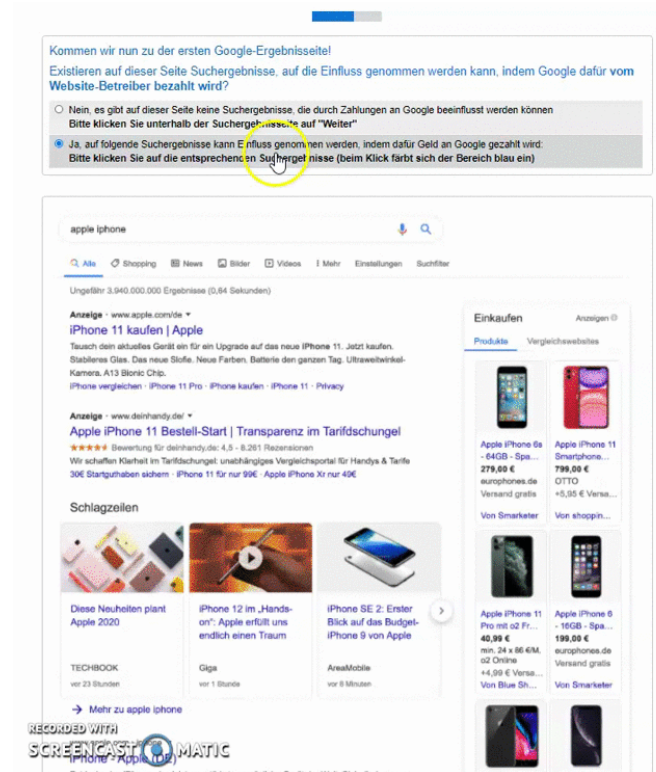 Kommen wir nun zu der ersten Google-Ergebnisseite!
Existieren auf dieser Seite Suchergebnisse, auf die Einfluss genommen werden kann, indem Google dafür vom
Website-Betreiber bezahlt wird?
Nein, es gibt auf dieser Seite keine Suchergebnisse, die durch Zahlungen an Google beeinflusst werden können
Bitte klicken Sie unterhalb der Suchergebnisseite auf "Weiter"
Ja, auf folgende Suchergebnisse kann Einfluss genommen werden, indem dafür Geld an Google gezahlt wird:
Bitte klicken Sie auf die entsprechenden Suchergebnisse (beim Klick färbt sich der Bereich blau ein)
apple iphone
Alle Shopping News Bilder Videos Mehr Einstellungen Suchfilter
Ungefähr 3.940.000.000 Ergebnisse (0,84 Sekunden)
Anzeige · www.apple.com/de
iPhone 11 kaufen | Apple
Tausch dein aktuelles Gerät ein für ein Upgrade auf das neue iPhone 11. Jetzt kaufen.
Stabileres Glas. Das neue Slofie. Neue Farben. Batterie den ganzen Tag. Ultraweitwinkel-
Kamera. A13 Bionic Chip.
iPhone vergleichen · iPhone 11 Pro · iPhone kaufen · iPhone 11 · Privacy
Anzeige · www.deinhandy.de/
Apple iPhone 11 Bestell-Start | Transparenz im Tarifdschungel
Bewertung für deinhandy.de: 4,5 - 8.261 Rezensionen
Wir schaffen Klarheit im Tarifdschungel: unabhängiges Vergleichsportal für Handys & Tarife
30€ Startguthaben sichern · iPhone 11 für nur 99€ · Apple iPhone Xr nur 49€
Schlagzeilen
Diese Neuheiten plant
Apple 2020
TECHBOOK
vor 23 Stunden
iPhone 12 im „Hands-
on“: Apple erfüllt uns
endlich einen Traum
Giga
vor 1 Stunde
iPhone SE 2: Erster
Blick auf das Budget-
iPhone 9 von Apple
AreaMobile
vor 6 Minuten
Mehr zu apple iphone
iPhone - Apple (DE)
Einkaufen Anzeigen
Produkte Vergleichswebsites
Apple iPhone 6s
- 64GB - Spa...
279,00 €
europhones.de
Versand gratis
Von Smarketer
Apple iPhone 11
Smartphone...
799,00 €
OTTO
+5,95 € Versa...
Von shoppin...
Apple iPhone 11
Pro mit o2 Fr...
40,99 €
min. 24 x 86 €/M.
o2 Online
+4,99 € Versa...
Von Blue Sh...
Apple iPhone 6
- 16GB - Spa...
199,00 €
europhones.de
Versand gratis
Von Smarketer
RECORDED WITH
SCREENCAST MATIC